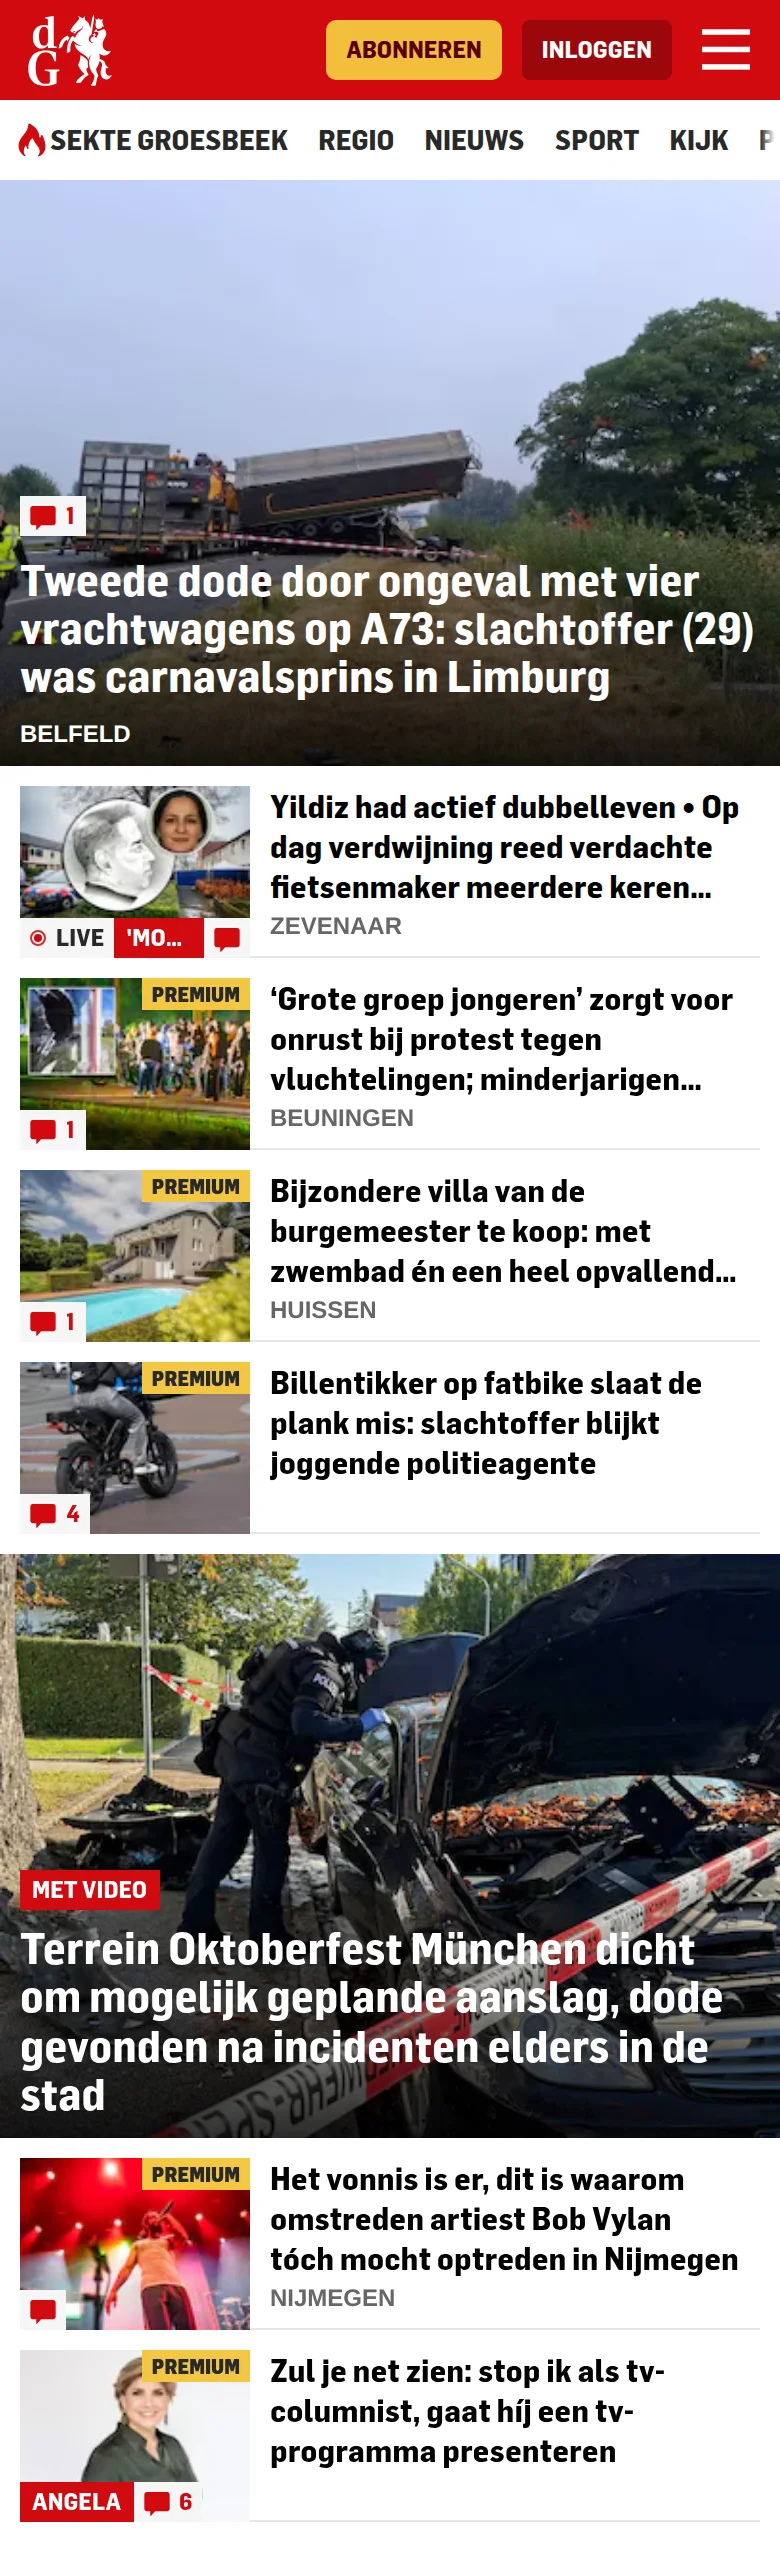 d
G
ABONNEREN
INLOGGEN
SEKTE GROESBEEK
REGIO
NIEUWS
SPORT
KIJK
1
Tweede dode door ongeval met vier
vrachtwagens op A73: slachtoffer (29)
was carnavalsprins in Limburg
BELFELD
Yildiz had actief dubbelleven • Op
dag verdwijning reed verdachte
fietsenmaker meerdere keren...
ZEVENAAR
LIVE
'MO...
PREMIUM
‘Grote groep jongeren’ zorgt voor
onrust bij protest tegen
vluchtelingen; minderjarigen...
BEUNINGEN
1
PREMIUM
Bijzondere villa van de
burgemeester te koop: met
zwembad én een heel opvallend...
HUISSEN
1
PREMIUM
Billentikker op fatbike slaat de
plank mis: slachtoffer blijkt
joggende politieagente
4
MET VIDEO
Terrein Oktoberfest München dicht
om mogelijk geplande aanslag, dode
gevonden na incidenten elders in de
stad
PREMIUM
Het vonnis is er, dit is waarom
omstreden artiest Bob Vylan
tóch mocht optreden in Nijmegen
NIJMEGEN
PREMIUM
Zul je net zien: stop ik als tv-
columnist, gaat híj een tv-
programma presenteren
ANGELA
6